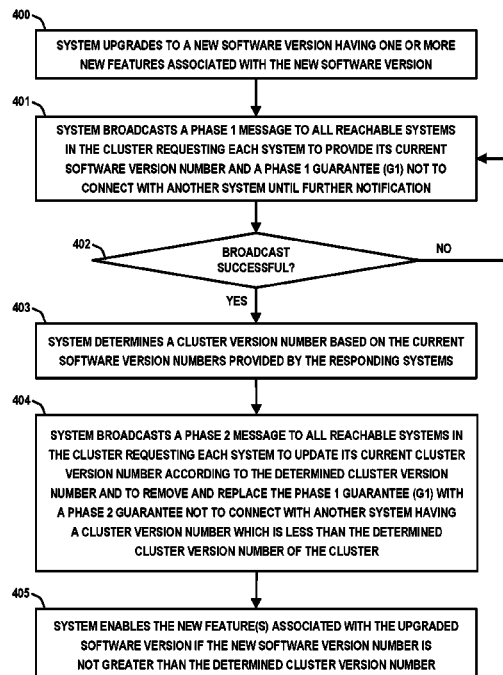 400
SYSTEM UPGRADES TO A NEW SOFTWARE VERSION HAVING ONE OR MORE
NEW FEATURES ASSOCIATED WITH THE NEW SOFTWARE VERSION
401
SYSTEM BROADCASTS A PHASE 1 MESSAGE TO ALL REACHABLE SYSTEMS
IN THE CLUSTER REQUESTING EACH SYSTEM TO PROVIDE ITS CURRENT
SOFTWARE VERSION NUMBER AND A PHASE 1 GUARANTEE (G1) NOT TO
CONNECT WITH ANOTHER SYSTEM UNTIL FURTHER NOTIFICATION
402
BROADCAST
SUCCESSFUL?
NO
YES
403
SYSTEM DETERMINES A CLUSTER VERSION NUMBER BASED ON THE CURRENT
SOFTWARE VERSION NUMBERS PROVIDED BY THE RESPONDING SYSTEMS
404
SYSTEM BROADCASTS A PHASE 2 MESSAGE TO ALL REACHABLE SYSTEMS IN
THE CLUSTER REQUESTING EACH SYSTEM TO UPDATE ITS CURRENT CLUSTER
VERSION NUMBER ACCORDING TO THE DETERMINED CLUSTER VERSION
NUMBER AND TO REMOVE AND REPLACE THE PHASE 1 GUARANTEE (G1) WITH
A PHASE 2 GUARANTEE NOT TO CONNECT WITH ANOTHER SYSTEM HAVING
A CLUSTER VERSION NUMBER WHICH IS LESS THAN THE DETERMINED
CLUSTER VERSION NUMBER OF THE CLUSTER
405
SYSTEM ENABLES THE NEW FEATURE(S) ASSOCIATED WITH THE UPGRADED
SOFTWARE VERSION IF THE NEW SOFTWARE VERSION NUMBER IS
NOT GREATER THAN THE DETERMINED CLUSTER VERSION NUMBER